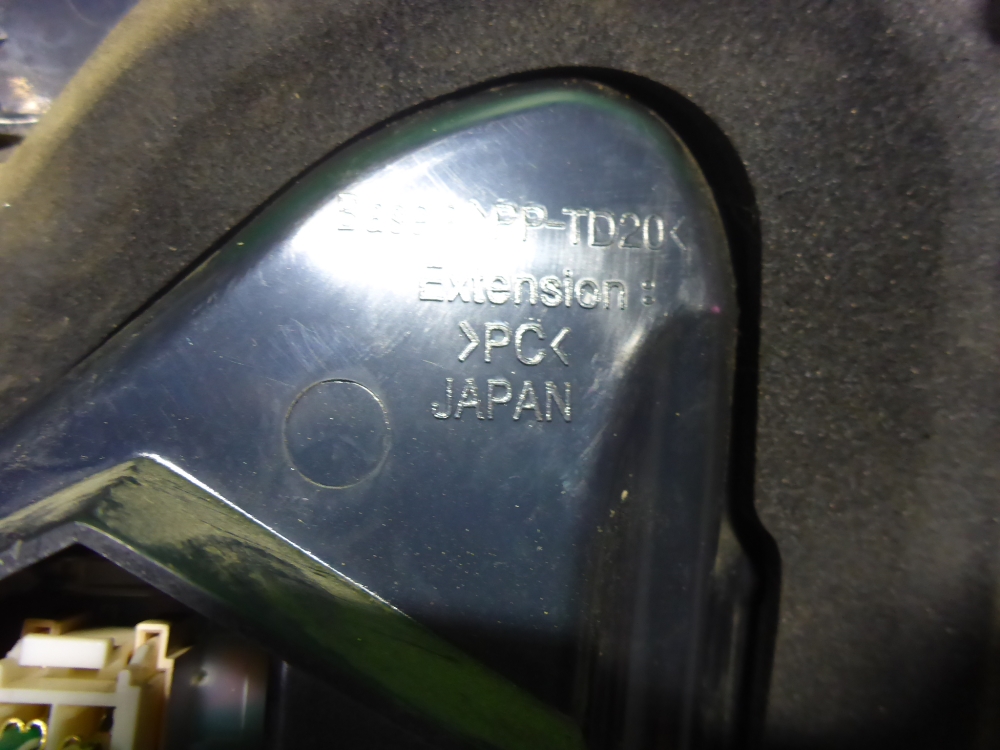 >PP-TD20<
Extension :
>PC<
JAPAN